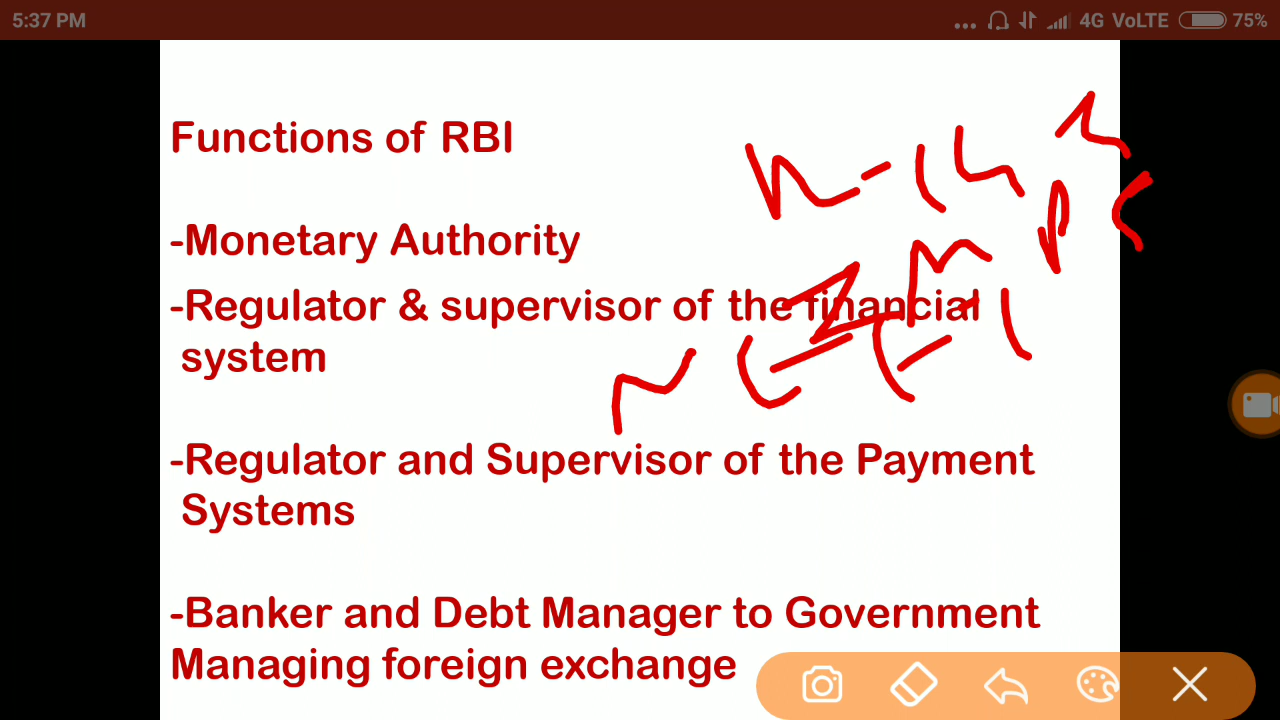 5:37 PM ... 4G VoLTE 75%
Functions of RBI
-Monetary Authority
-Regulator & supervisor of the financial
system
-Regulator and Supervisor of the Payment
Systems
-Banker and Debt Manager to Government
Managing foreign exchange